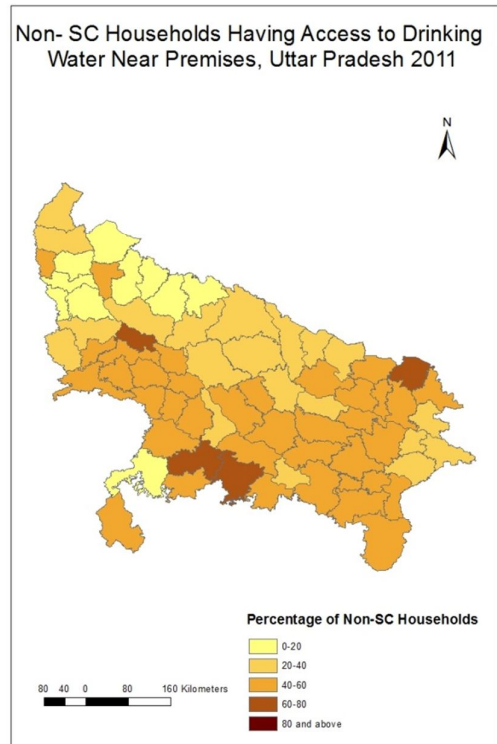 Non- SC Households Having Access to Drinking
Water Near Premises, Uttar Pradesh 2011
N
Percentage of Non-SC Households
0-20
20-40
40-60
60-80
80 and above
80 40 0 80 160 Kilometers